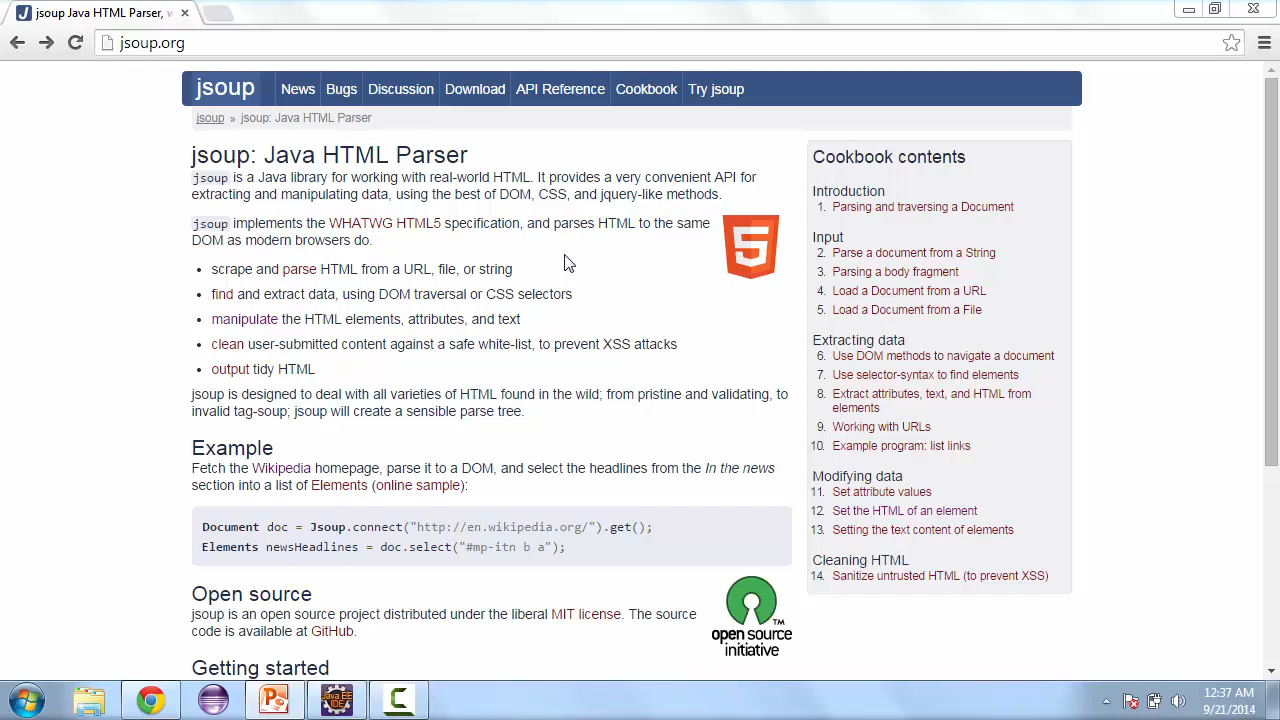 jsoup Java HTML Parser, v
jsoup.org
jsoup News Bugs Discussion Download API Reference Cookbook Try jsoup
jsoup » jsoup: Java HTML Parser
jsoup: Java HTML Parser
jsoup is a Java library for working with real-world HTML. It provides a very convenient API for
extracting and manipulating data, using the best of DOM, CSS, and jquery-like methods.
jsoup implements the WHATWG HTML5 specification, and parses HTML to the same
DOM as modern browsers do.
5
• scrape and parse HTML from a URL, file, or string
• find and extract data, using DOM traversal or CSS selectors
• manipulate the HTML elements, attributes, and text
• clean user-submitted content against a safe white-list, to prevent XSS attacks
• output tidy HTML
jsoup is designed to deal with all varieties of HTML found in the wild; from pristine and validating, to
invalid tag-soup; jsoup will create a sensible parse tree.
Example
Fetch the Wikipedia homepage, parse it to a DOM, and select the headlines from the In the news
section into a list of Elements (online sample):
Document doc = Jsoup.connect("http://en.wikipedia.org/").get();
Elements newsHeadlines = doc.select("#mp-itn b a");
Open source
jsoup is an open source project distributed under the liberal MIT license. The source
code is available at GitHub.
TM
open source
initiative
Getting started
Cookbook contents
Introduction
1. Parsing and traversing a Document
Input
2. Parse a document from a String
3. Parsing a body fragment
4. Load a Document from a URL
5. Load a Document from a File
Extracting data
6. Use DOM methods to navigate a document
7. Use selector-syntax to find elements
8. Extract attributes, text, and HTML from
elements
9. Working with URLs
10. Example program: list links
Modifying data
11. Set attribute values
12. Set the HTML of an element
13. Setting the text content of elements
Cleaning HTML
14. Sanitize untrusted HTML (to prevent XSS)
Java EE
IDE
12:37 AM
9/21/2014